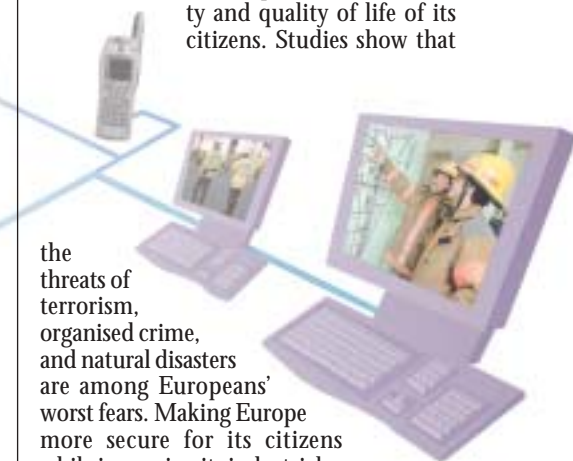 ty and quality of life of its
citizens. Studies show that
the
threats of
terrorism,
organised crime,
and natural disasters
are among Europeans'
worst fears. Making Europe
more secure for its citizens